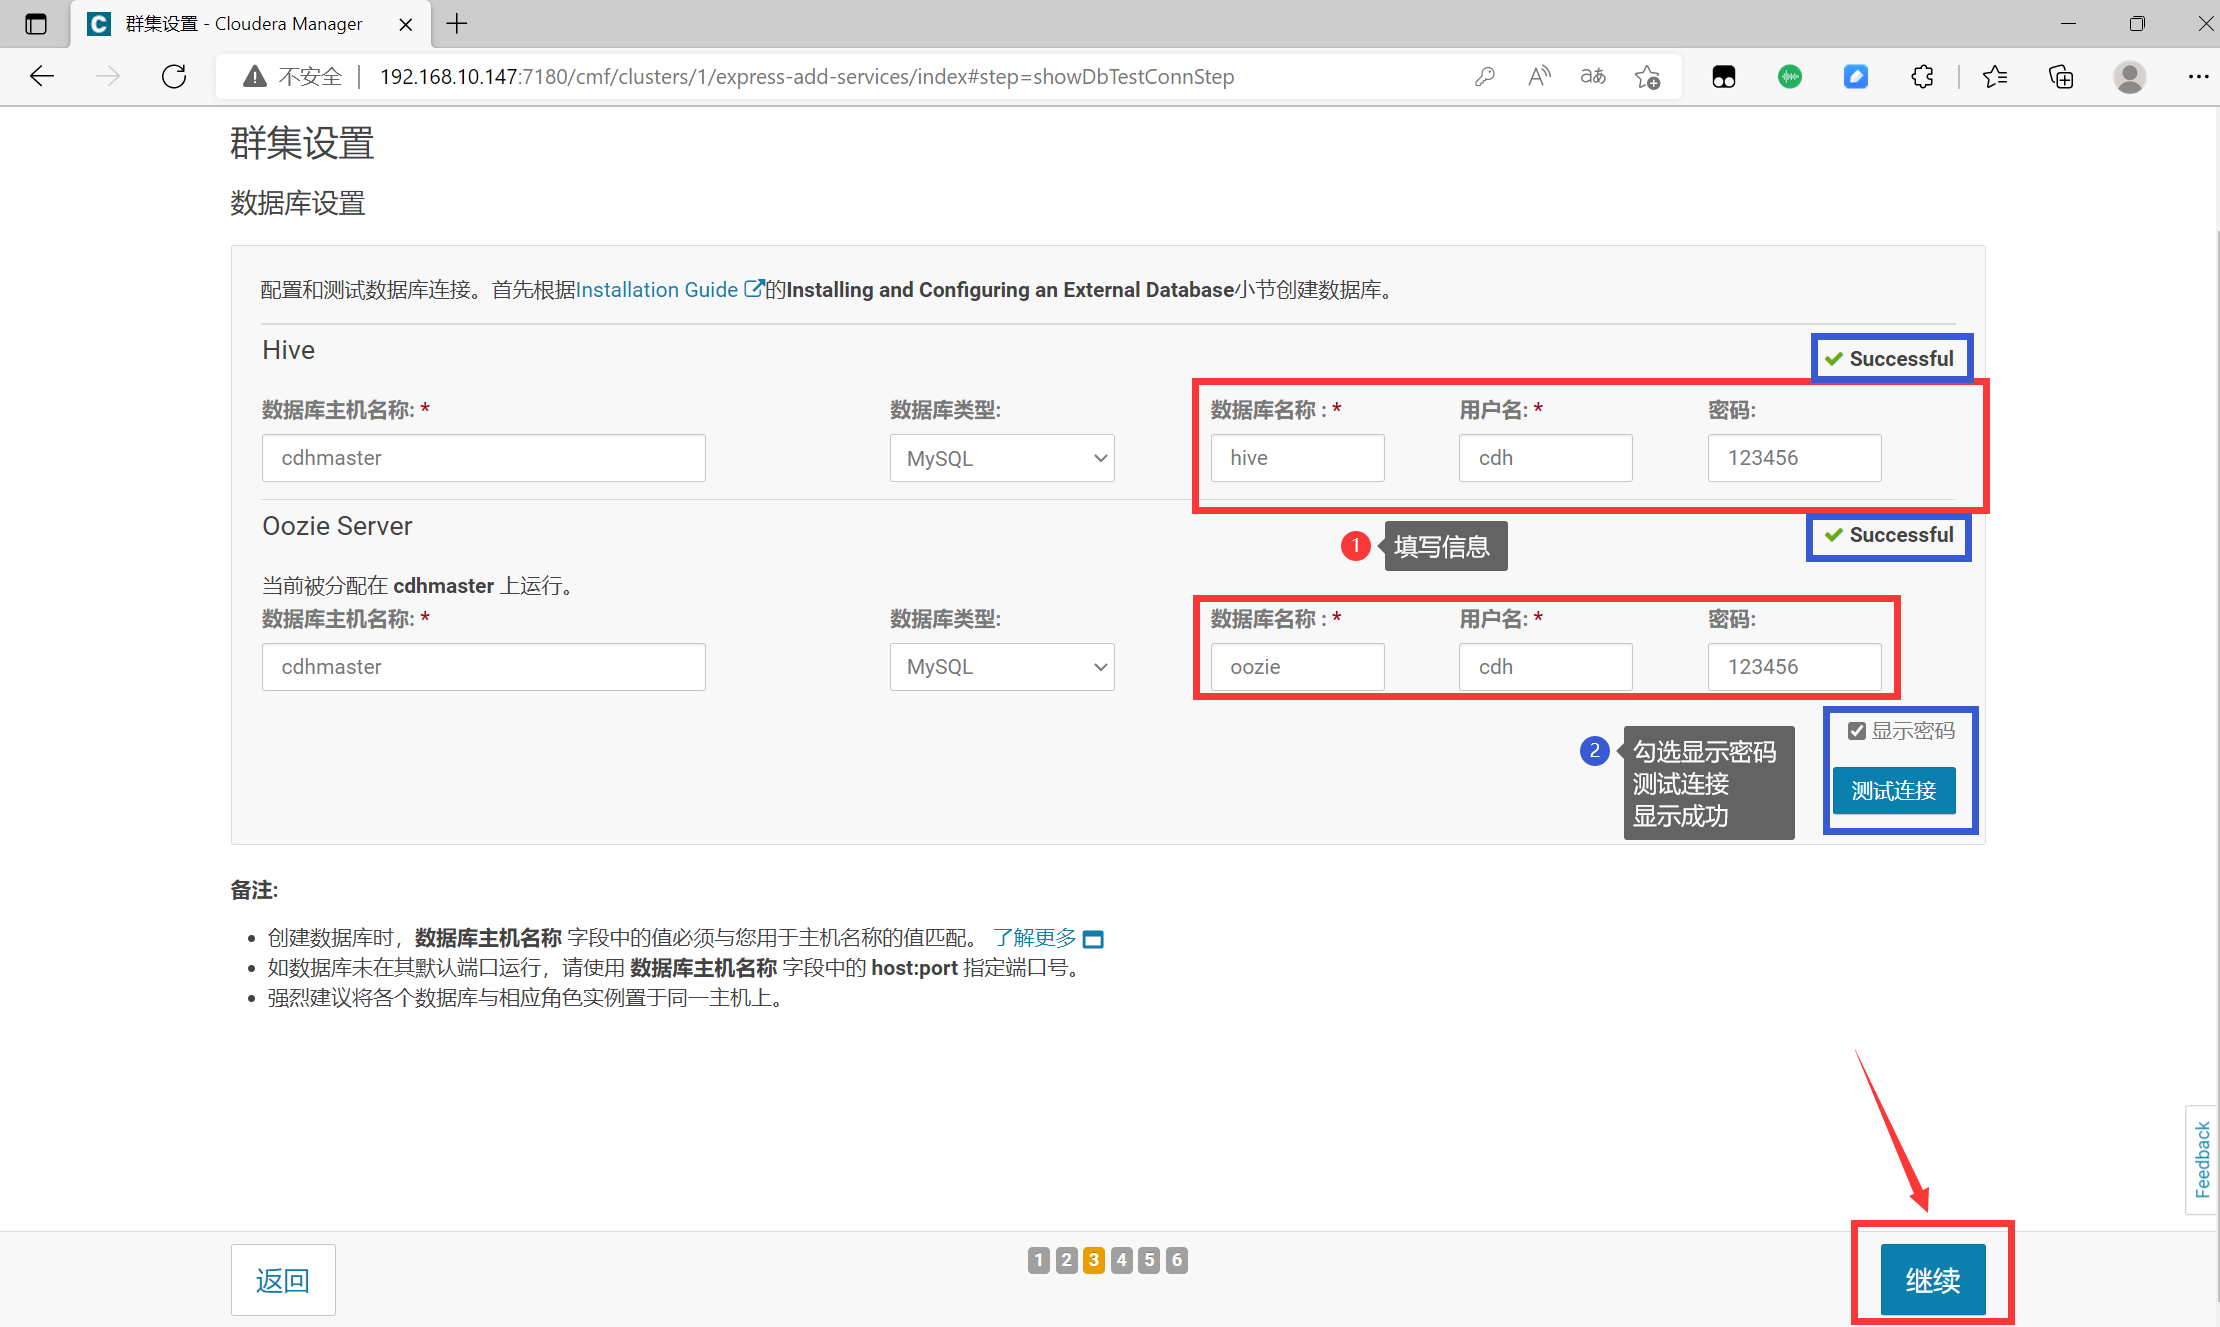 群集设置 - Cloudera Manager
不安全 192.168.10.147:7180/cmf/clusters/1/express-add-services/index#step=showDbTestConnStep
群集设置
数据库设置
配置和测试数据库连接。首先根据Installation Guide的Installing and Configuring an External Database小节创建数据库。
Hive
Successful
数据库主机名称: * 数据库类型: 数据库名称 : * 用户名: * 密码:
cdhmaster MySQL hive cdh 123456
Oozie Server
Successful
1 填写信息
当前被分配在 cdhmaster 上运行。
数据库主机名称: * 数据库类型: 数据库名称 : * 用户名: * 密码:
cdhmaster MySQL oozie cdh 123456
显示密码
2 勾选显示密码
测试连接
显示成功
测试连接
备注:
创建数据库时，数据库主机名称 字段中的值必须与您用于主机名称的值匹配。 了解更多
如数据库未在其默认端口运行，请使用 数据库主机名称 字段中的 host:port 指定端口号。
强烈建议将各个数据库与相应角色实例置于同一主机上。
Feedback
返回
1 2 3 4 5 6
继续